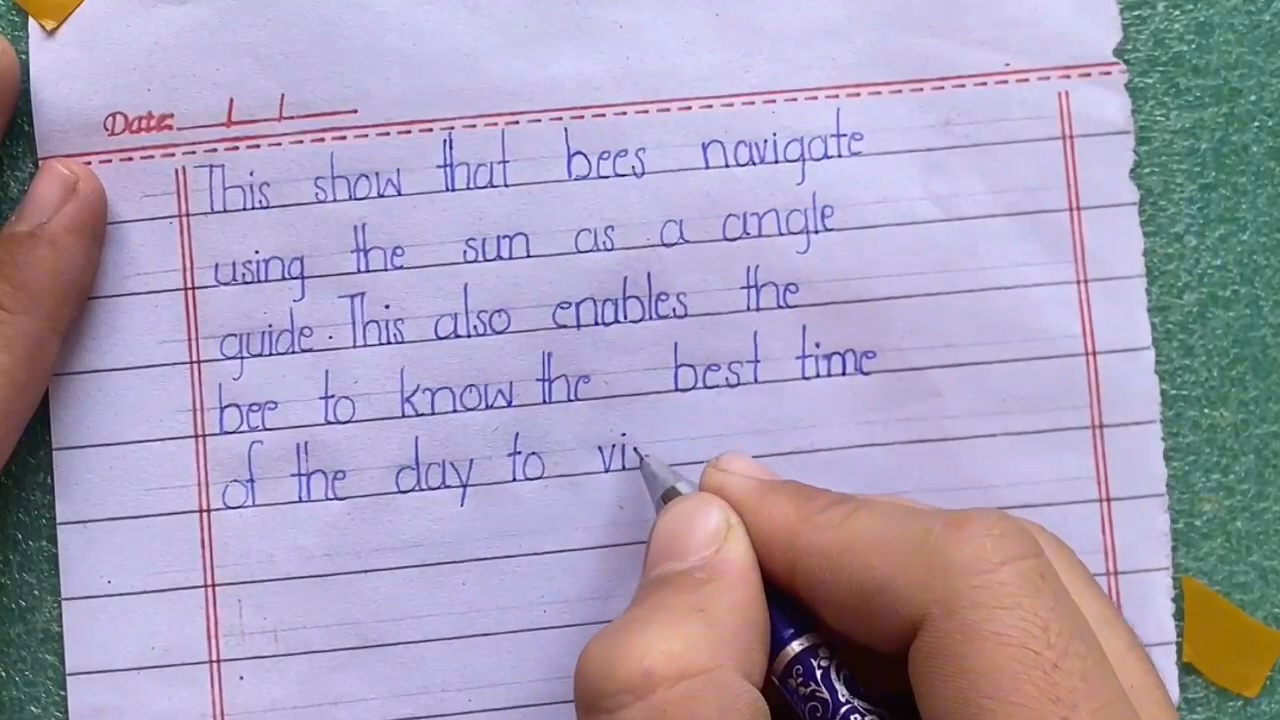 Date:
This show that bees navigate
using the sun as a angle
guide. This also enables the
bee to know the best time
of the day to vi